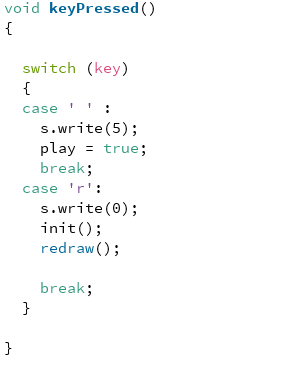 void keyPressed()
{
switch (key)
{
case ' ' :
s.write(5);
play = true;
break;
case 'r':
s.write(0);
init();
redraw();
break;
}
}